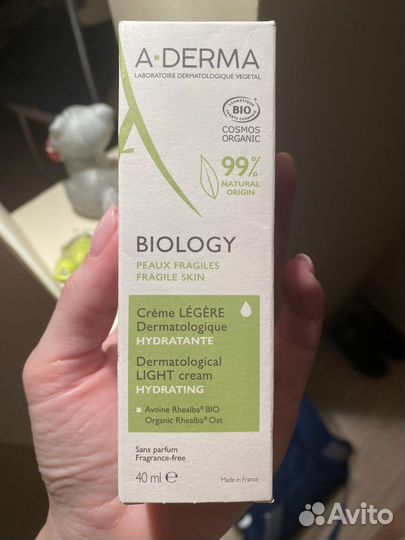 A-DERMA
LABORATOIRE DERMATOLOGIQUE VEGETAL
BIO
COSMOS
ORGANIC
99%
NATURAL
ORIGIN
BIOLOGY
PEAUX FRAGILES
FRAGILE SKIN
Crème LÉGÈRE
Dermatologique
HYDRATANTE
Dermatological
LIGHT cream
HYDRATING
Avoine Rhealba® BIO
Organic Rhealba® Oat
Sans parfum
Fragrance-free
40 ml ℮
Made in France
Avito